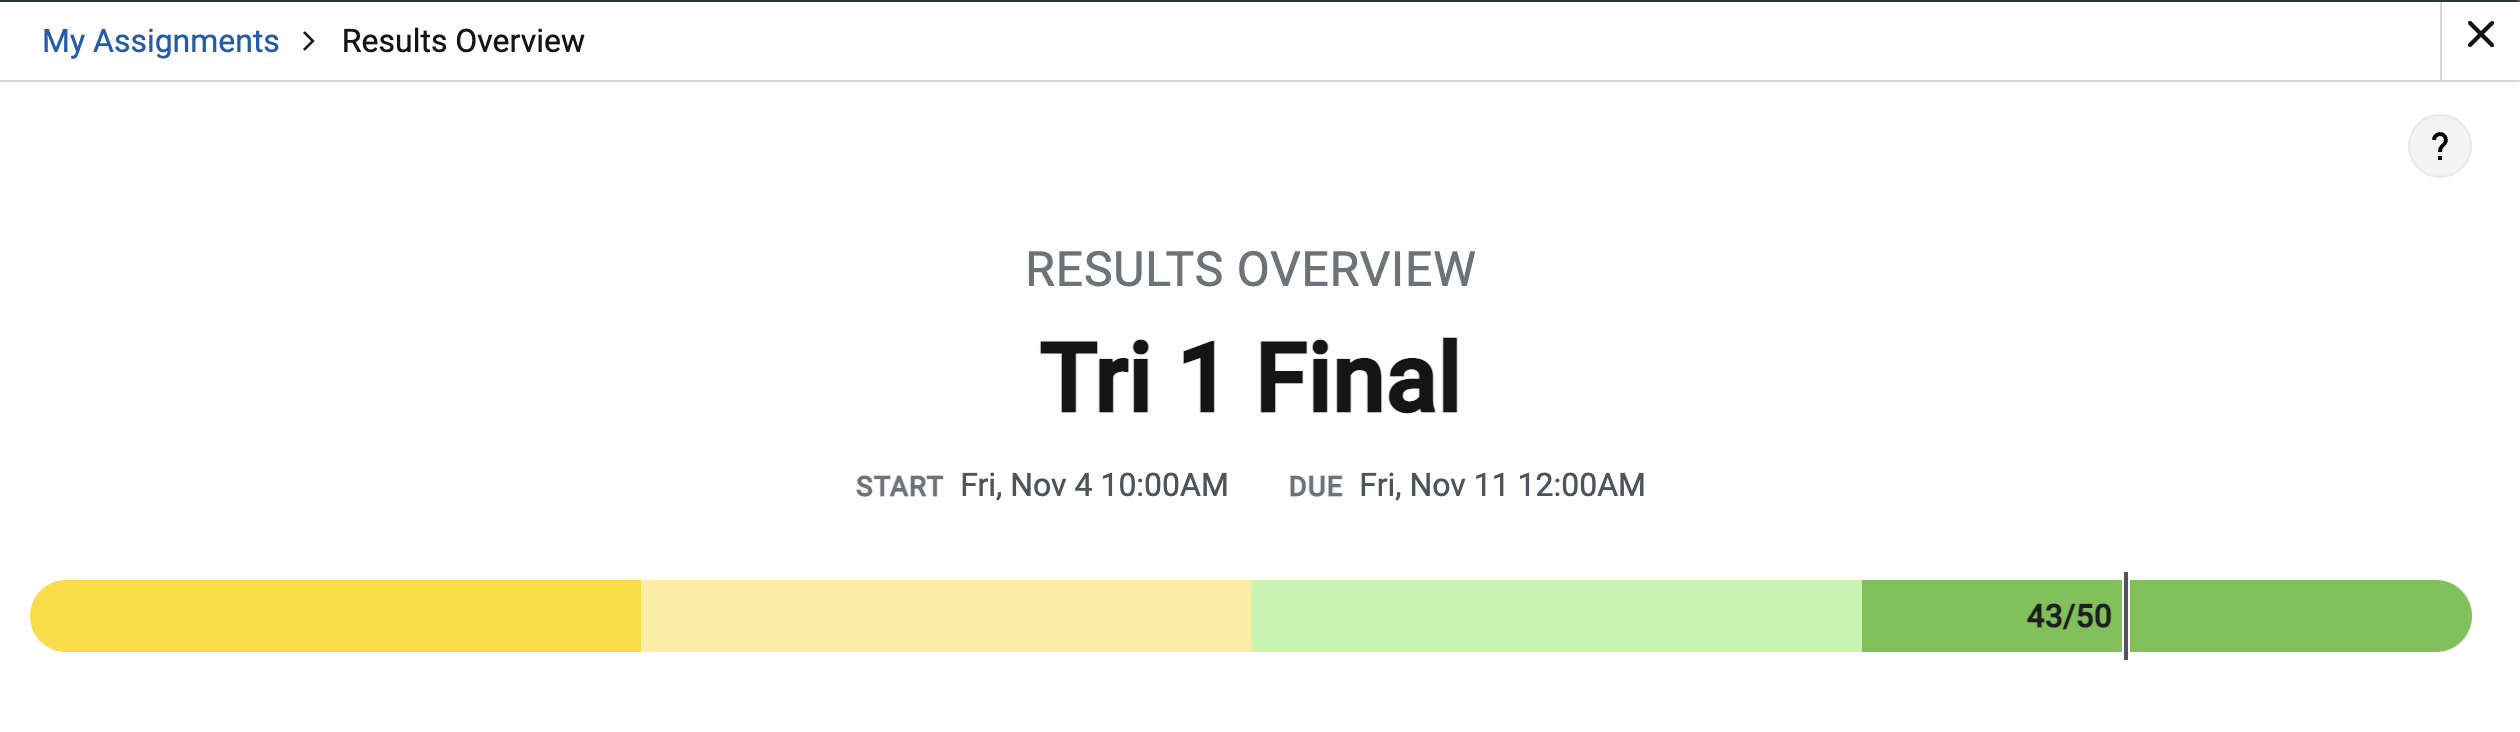 My Assignments > Results Overview
?
RESULTS OVERVIEW
Tri 1 Final
START Fri, Nov 4 10:00AM DUE Fri, Nov 11 12:00AM
43/50